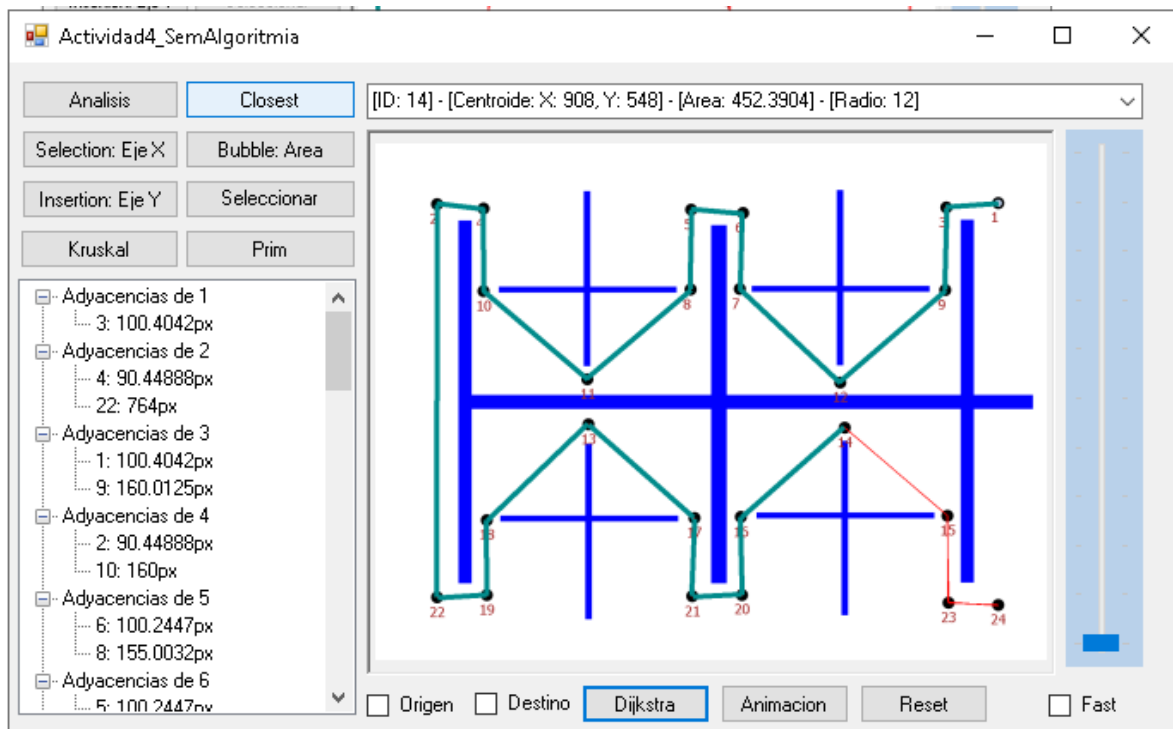 Actividad4_SemAlgoritmia
Analisis
Closest
[ID: 14] - [Centroide: X: 908, Y: 548] - [Area: 452.3904] - [Radio: 12]
Selection: Eje X
Bubble: Area
Insertion: Eje Y
Seleccionar
Kruskal
Prim
Adyacencias de 1
3: 100.4042px
Adyacencias de 2
4: 90.44888px
22: 764px
Adyacencias de 3
1: 100.4042px
9: 160.0125px
Adyacencias de 4
2: 90.44888px
10: 160px
Adyacencias de 5
6: 100.2447px
8: 155.0032px
Adyacencias de 6
5: 100.2447px
2
4
5
6
3
1
10
8
7
9
11
12
13
14
18
17
16
15
22
19
21
20
23
24
Origen
Destino
Dijkstra
Animacion
Reset
Fast